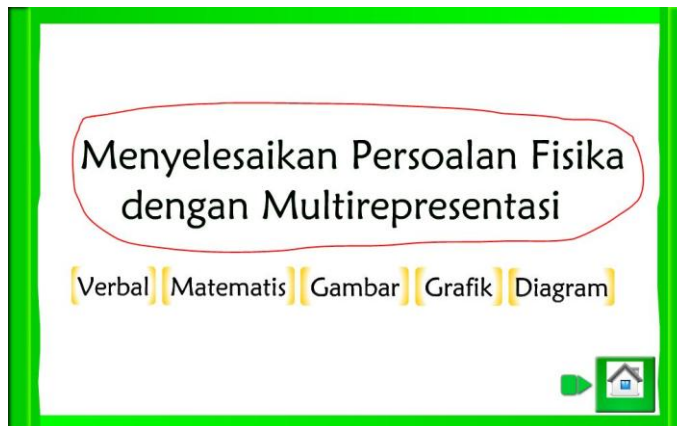 Menyelesaikan Persoalan Fisika
dengan Multirepresentasi
Verbal Matematis Gambar Grafik Diagram